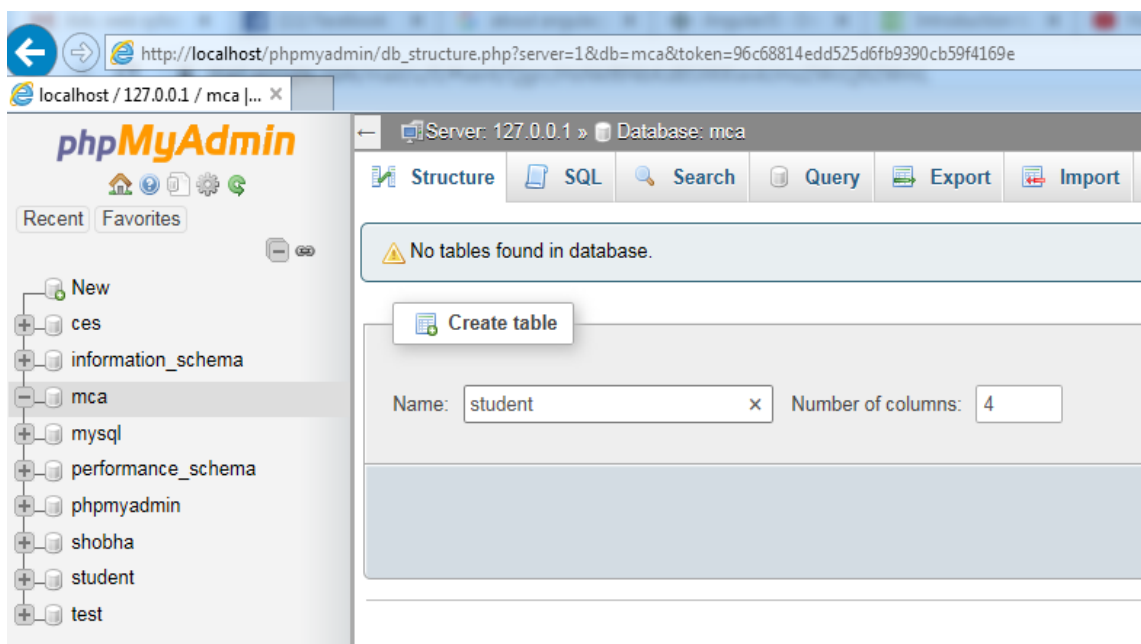 http://localhost/phpmyadmin/db_structure.php?server=1&db=mca&token=96c68814edd525d6fb9390cb59f4169e
localhost / 127.0.0.1 / mca |...
phpMyAdmin
Recent Favorites
New
ces
information_schema
mca
mysql
performance_schema
phpmyadmin
shobha
student
test
Server: 127.0.0.1 » Database: mca
Structure SQL Search Query Export Import
No tables found in database.
Create table
Name: student Number of columns: 4